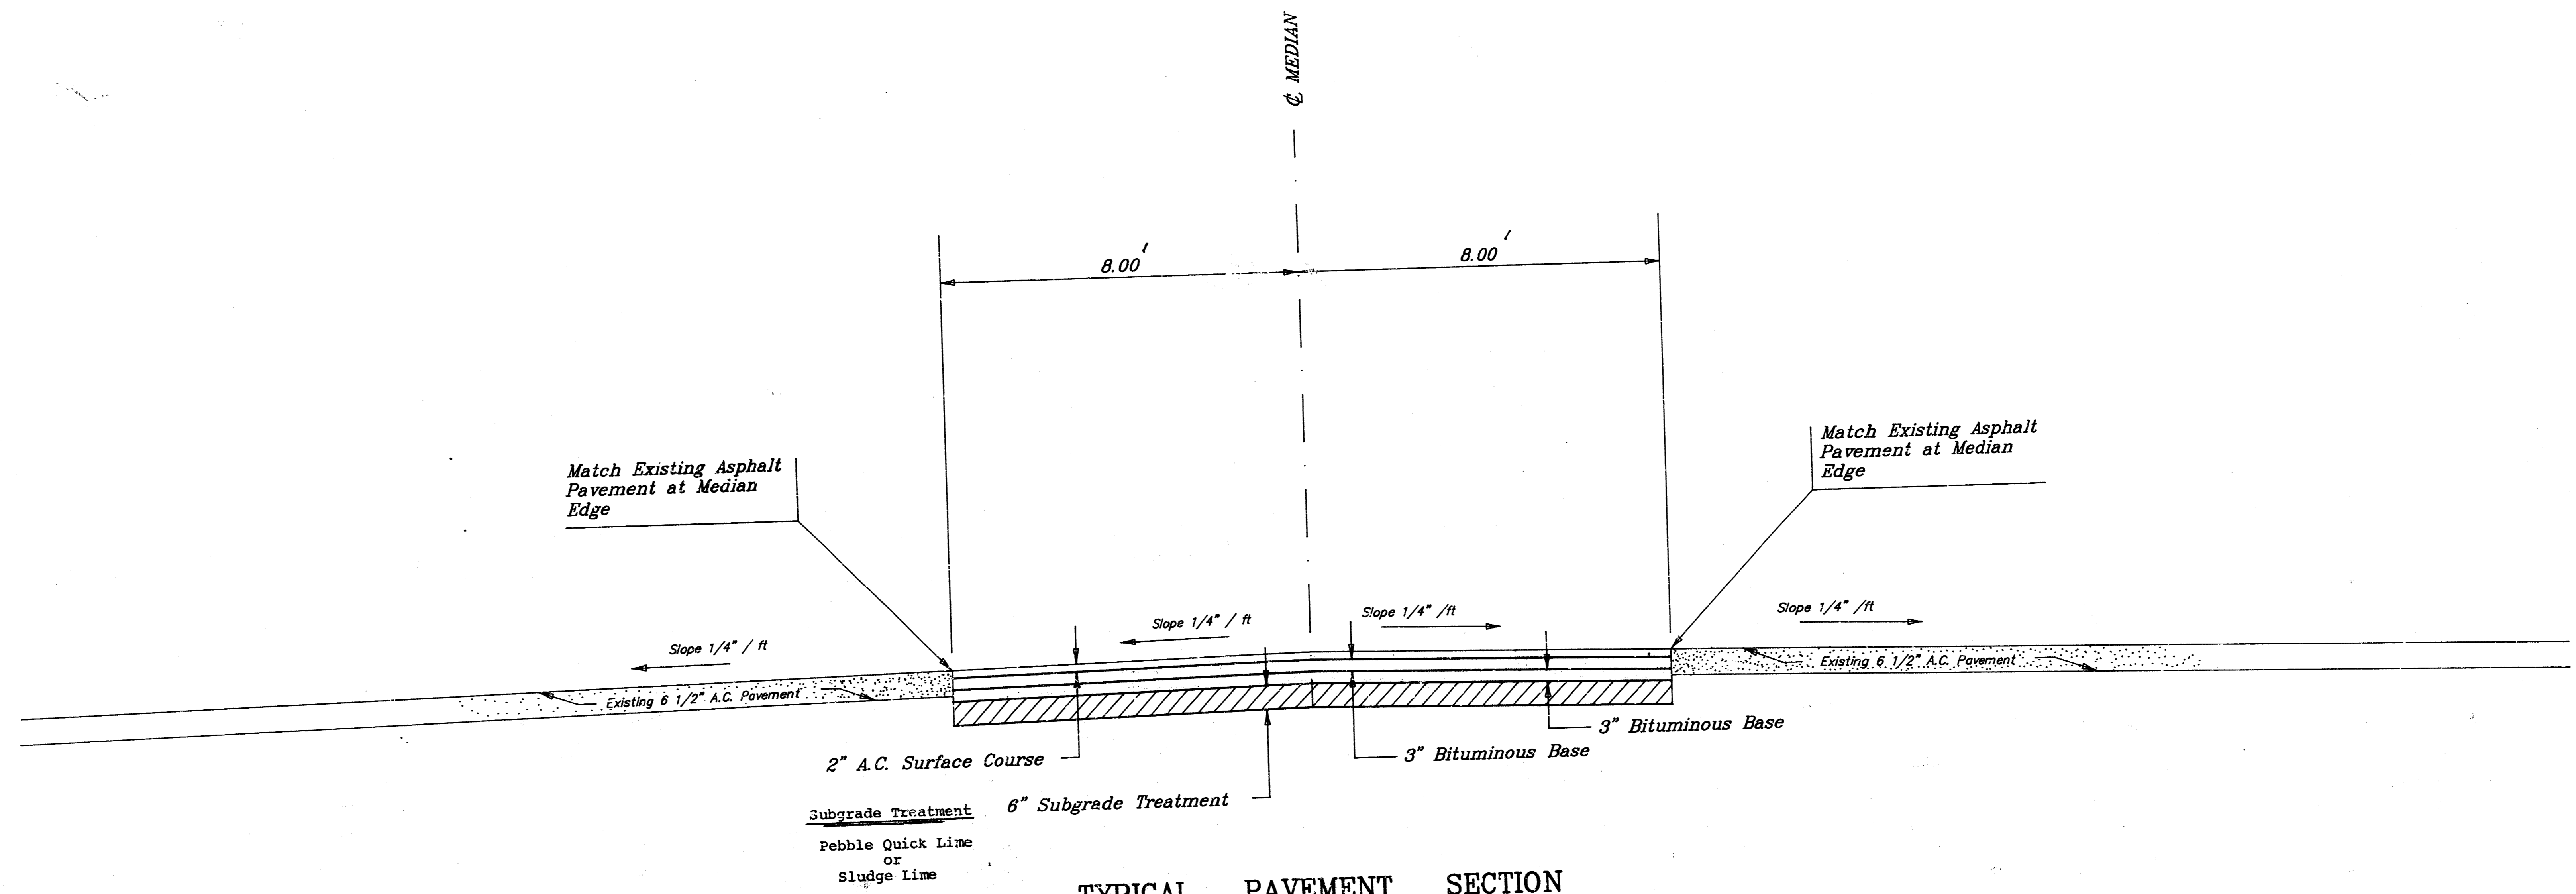 ℄ MEDIAN
8.00'
8.00'
Match Existing Asphalt
Pavement at Median
Edge
Match Existing Asphalt
Pavement at Median
Edge
Slope 1/4" / ft
Slope 1/4" / ft
Slope 1/4" /ft
Slope 1/4" /ft
Existing 6 1/2" A.C. Pavement
Existing 6 1/2" A.C. Pavement
2" A.C. Surface Course
3" Bituminous Base
3" Bituminous Base
6" Subgrade Treatment
Subgrade Treatment
Pebble Quick Lime
or
Sludge Lime
TYPICAL PAVEMENT SECTION